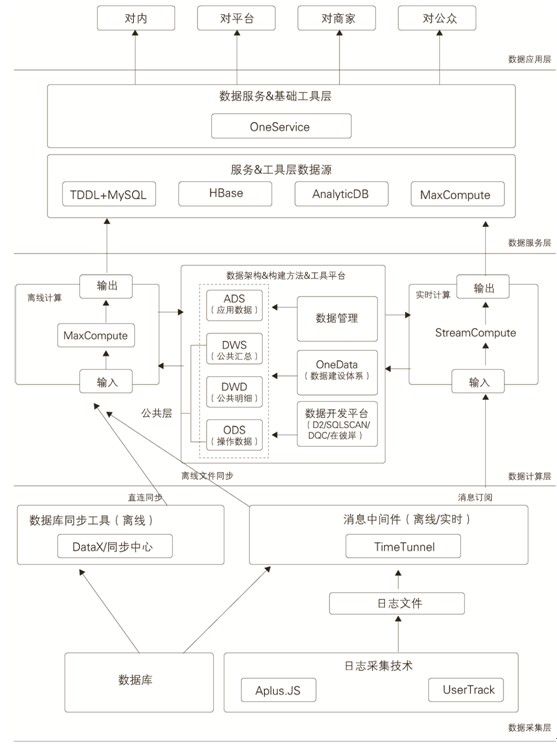 对内
对平台
对商家
对公众
数据应用层
数据服务&基础工具层
OneService
服务&工具层数据源
TDDL+MySQL
HBase
AnalyticDB
MaxCompute
数据服务层
离线计算
输出
MaxCompute
输入
数据架构&构建方法&工具平台
ADS
(应用数据)
DWS
(公共汇总)
DWD
(公共明细)
ODS
(操作数据)
公共层
数据管理
OneData
(数据建设体系)
数据开发平台
(D2/SQLSCAN/
DQC/在彼岸)
实时计算
输出
StreamCompute
输入
离线文件同步
数据计算层
直连同步
消息订阅
数据库同步工具(离线)
DataX/同步中心
消息中间件(离线/实时)
TimeTunnel
日志文件
数据库
日志采集技术
Aplus.JS
UserTrack
数据采集层